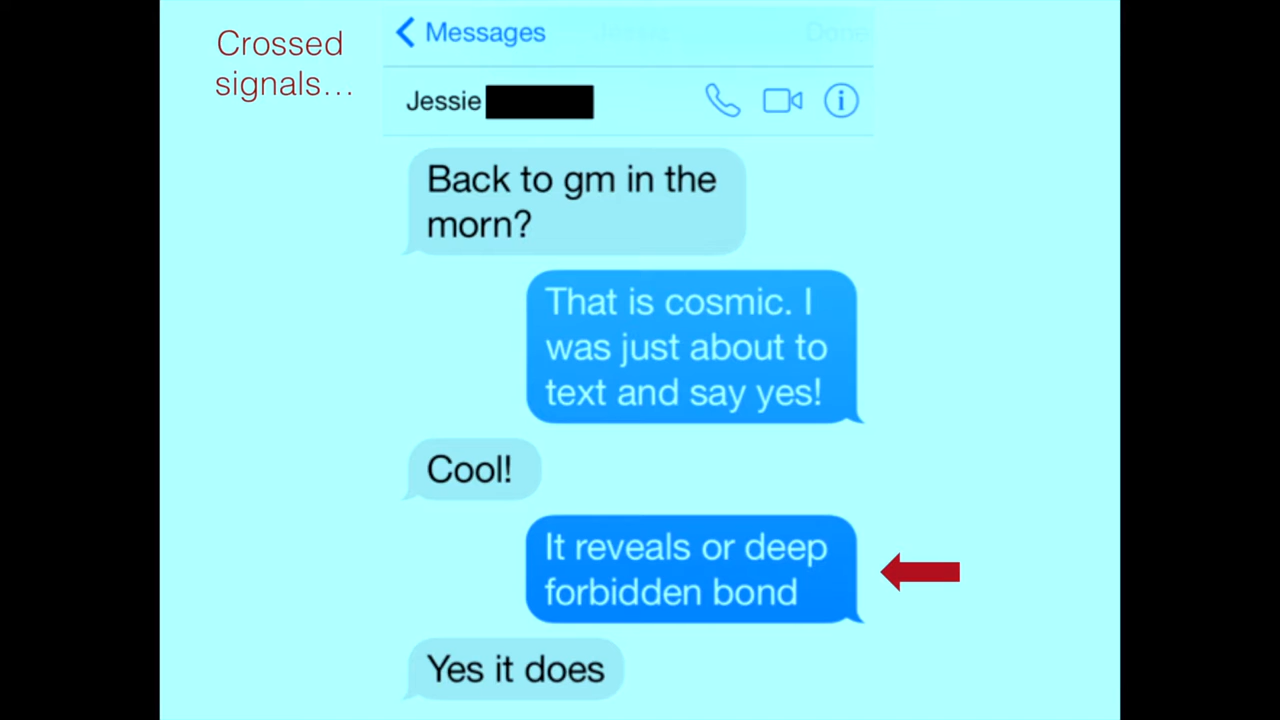 Crossed
signals…
Messages
Done
Jessie
Back to gm in the
morn?
That is cosmic. I
was just about to
text and say yes!
Cool!
It reveals or deep
forbidden bond
Yes it does